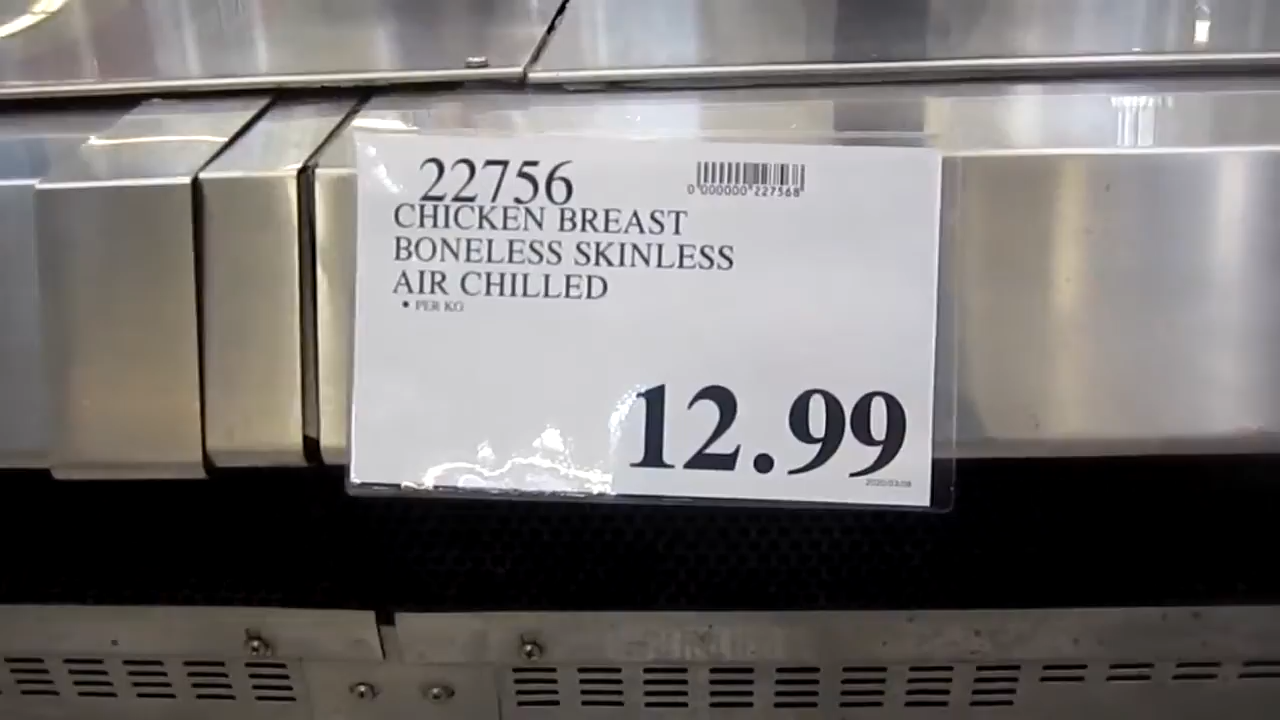 22756
0 000000 227568
CHICKEN BREAST
BONELESS SKINLESS
AIR CHILLED
• PER KG
12.99